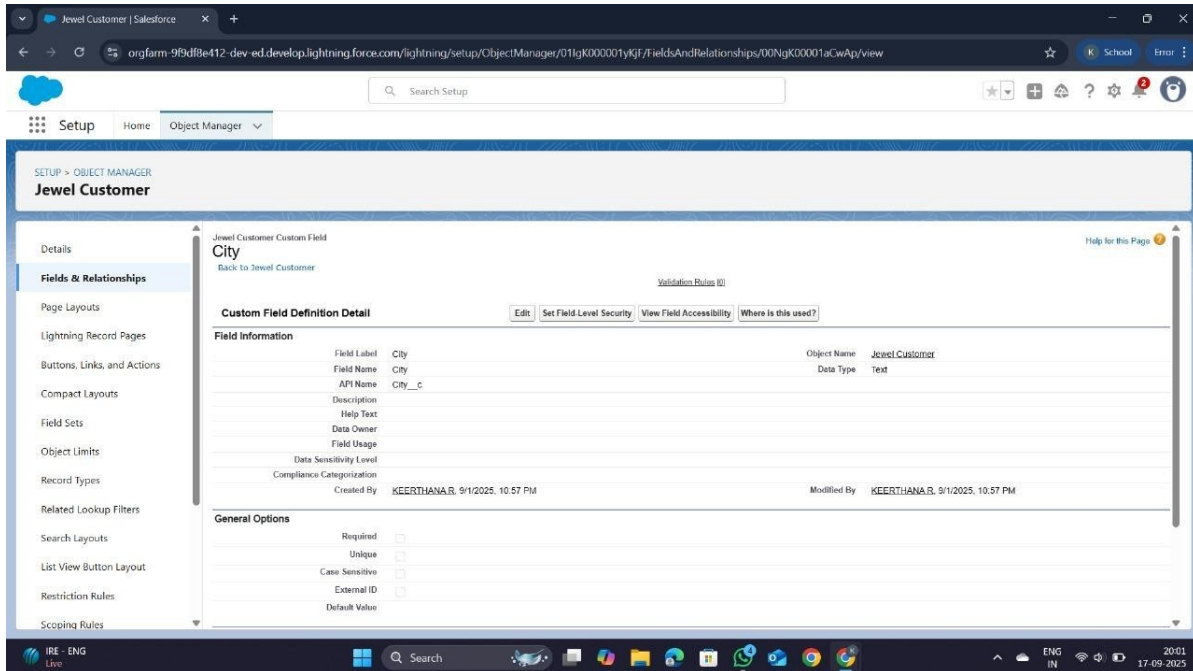 Jewel Customer | Salesforce
orgfarm-9f9df8e412-dev-ed.develop.lightning.force.com/lightning/setup/ObjectManager/01IgK000001yKjF/FieldsAndRelationships/00NgK00001aCwAp/view
K School Error
Search Setup
2
Setup Home Object Manager
SETUP > OBJECT MANAGER
Jewel Customer
Details
Fields & Relationships
Page Layouts
Lightning Record Pages
Buttons, Links, and Actions
Compact Layouts
Field Sets
Object Limits
Record Types
Related Lookup Filters
Search Layouts
List View Button Layout
Restriction Rules
Scoping Rules
Jewel Customer Custom Field
City
Back to Jewel Customer
Help for this Page
Validation Rules [0]
Custom Field Definition Detail Edit Set Field-Level Security View Field Accessibility Where is this used?
Field Information
Field Label City Object Name Jewel Customer
Field Name City Data Type Text
API Name City__c
Description
Help Text
Data Owner
Field Usage
Data Sensitivity Level
Compliance Categorization
Created By KEERTHANA R, 9/1/2025, 10:57 PM Modified By KEERTHANA R, 9/1/2025, 10:57 PM
General Options
Required
Unique
Case Sensitive
External ID
Default Value
IRE - ENG
Live
Search
ENG
IN
20:01
17-09-2025